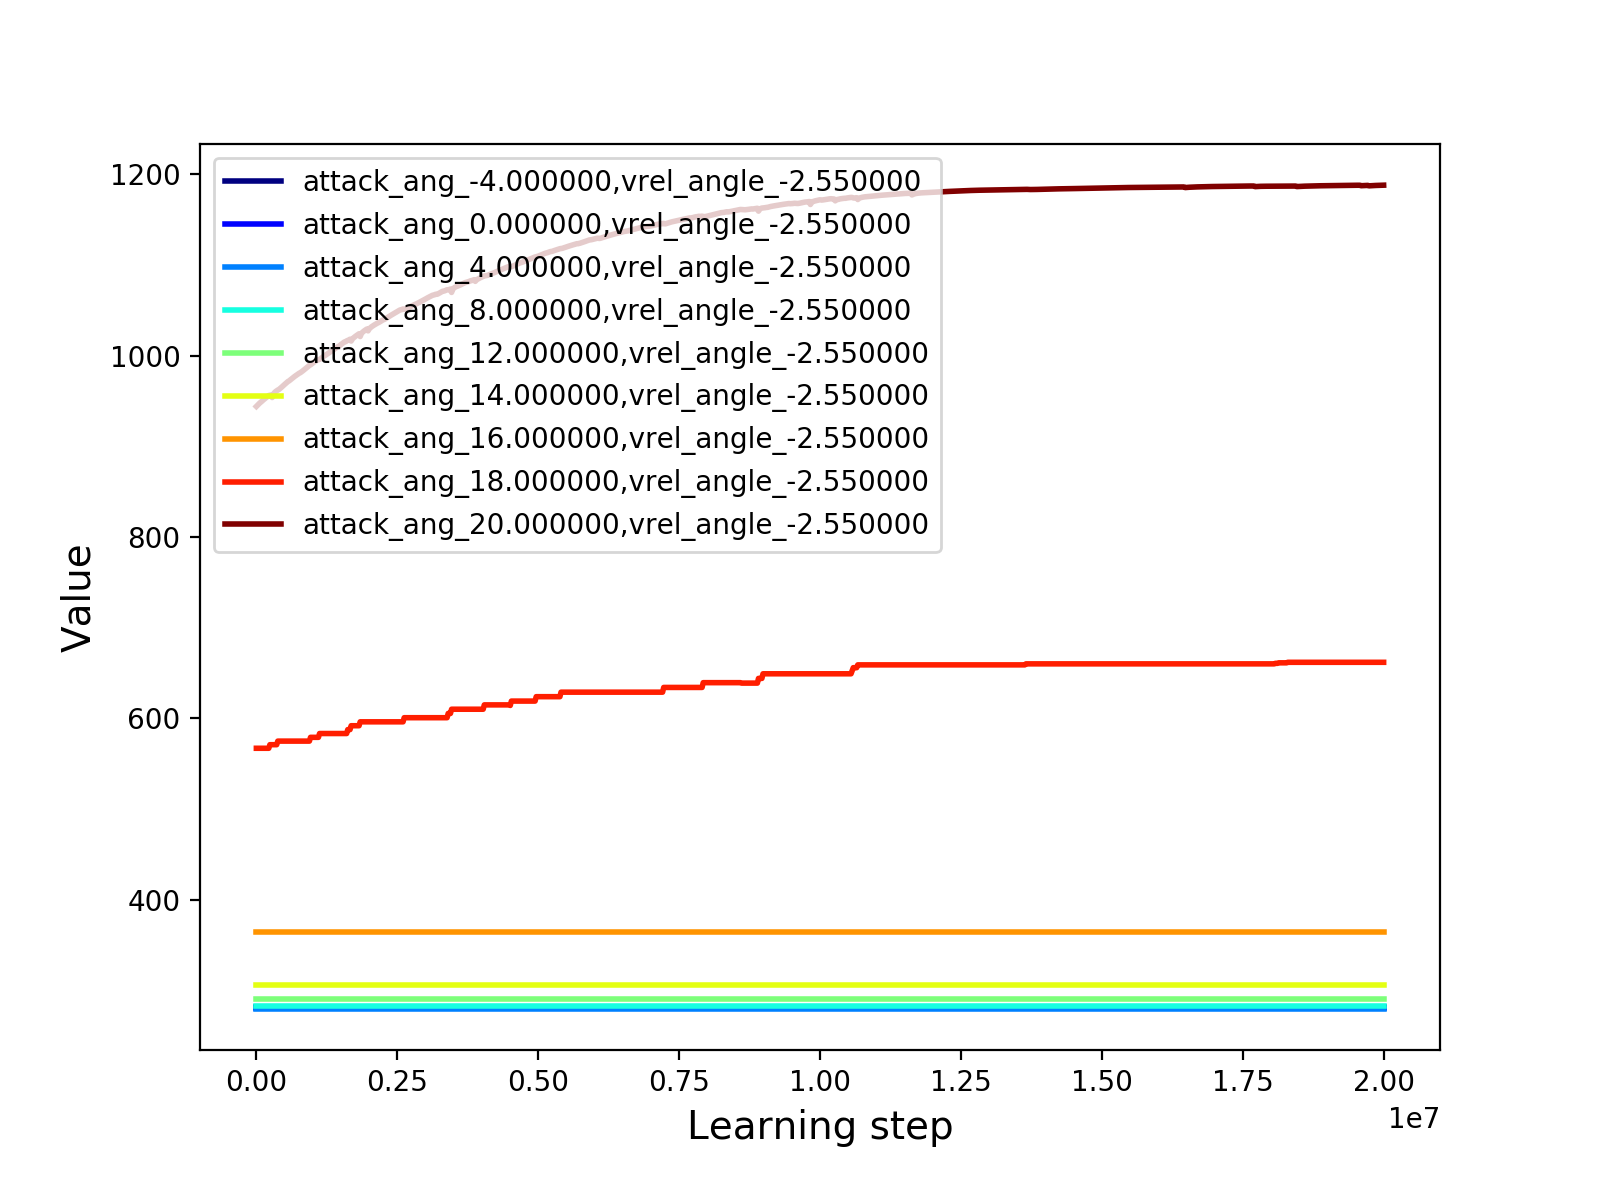 1200
1000
800
600
400
Value
attack_ang_-4.000000,vrel_angle_-2.550000
attack_ang_0.000000,vrel_angle_-2.550000
attack_ang_4.000000,vrel_angle_-2.550000
attack_ang_8.000000,vrel_angle_-2.550000
attack_ang_12.000000,vrel_angle_-2.550000
attack_ang_14.000000,vrel_angle_-2.550000
attack_ang_16.000000,vrel_angle_-2.550000
attack_ang_18.000000,vrel_angle_-2.550000
attack_ang_20.000000,vrel_angle_-2.550000
0.00 0.25 0.50 0.75 1.00 1.25 1.50 1.75 2.00
1e7
Learning step